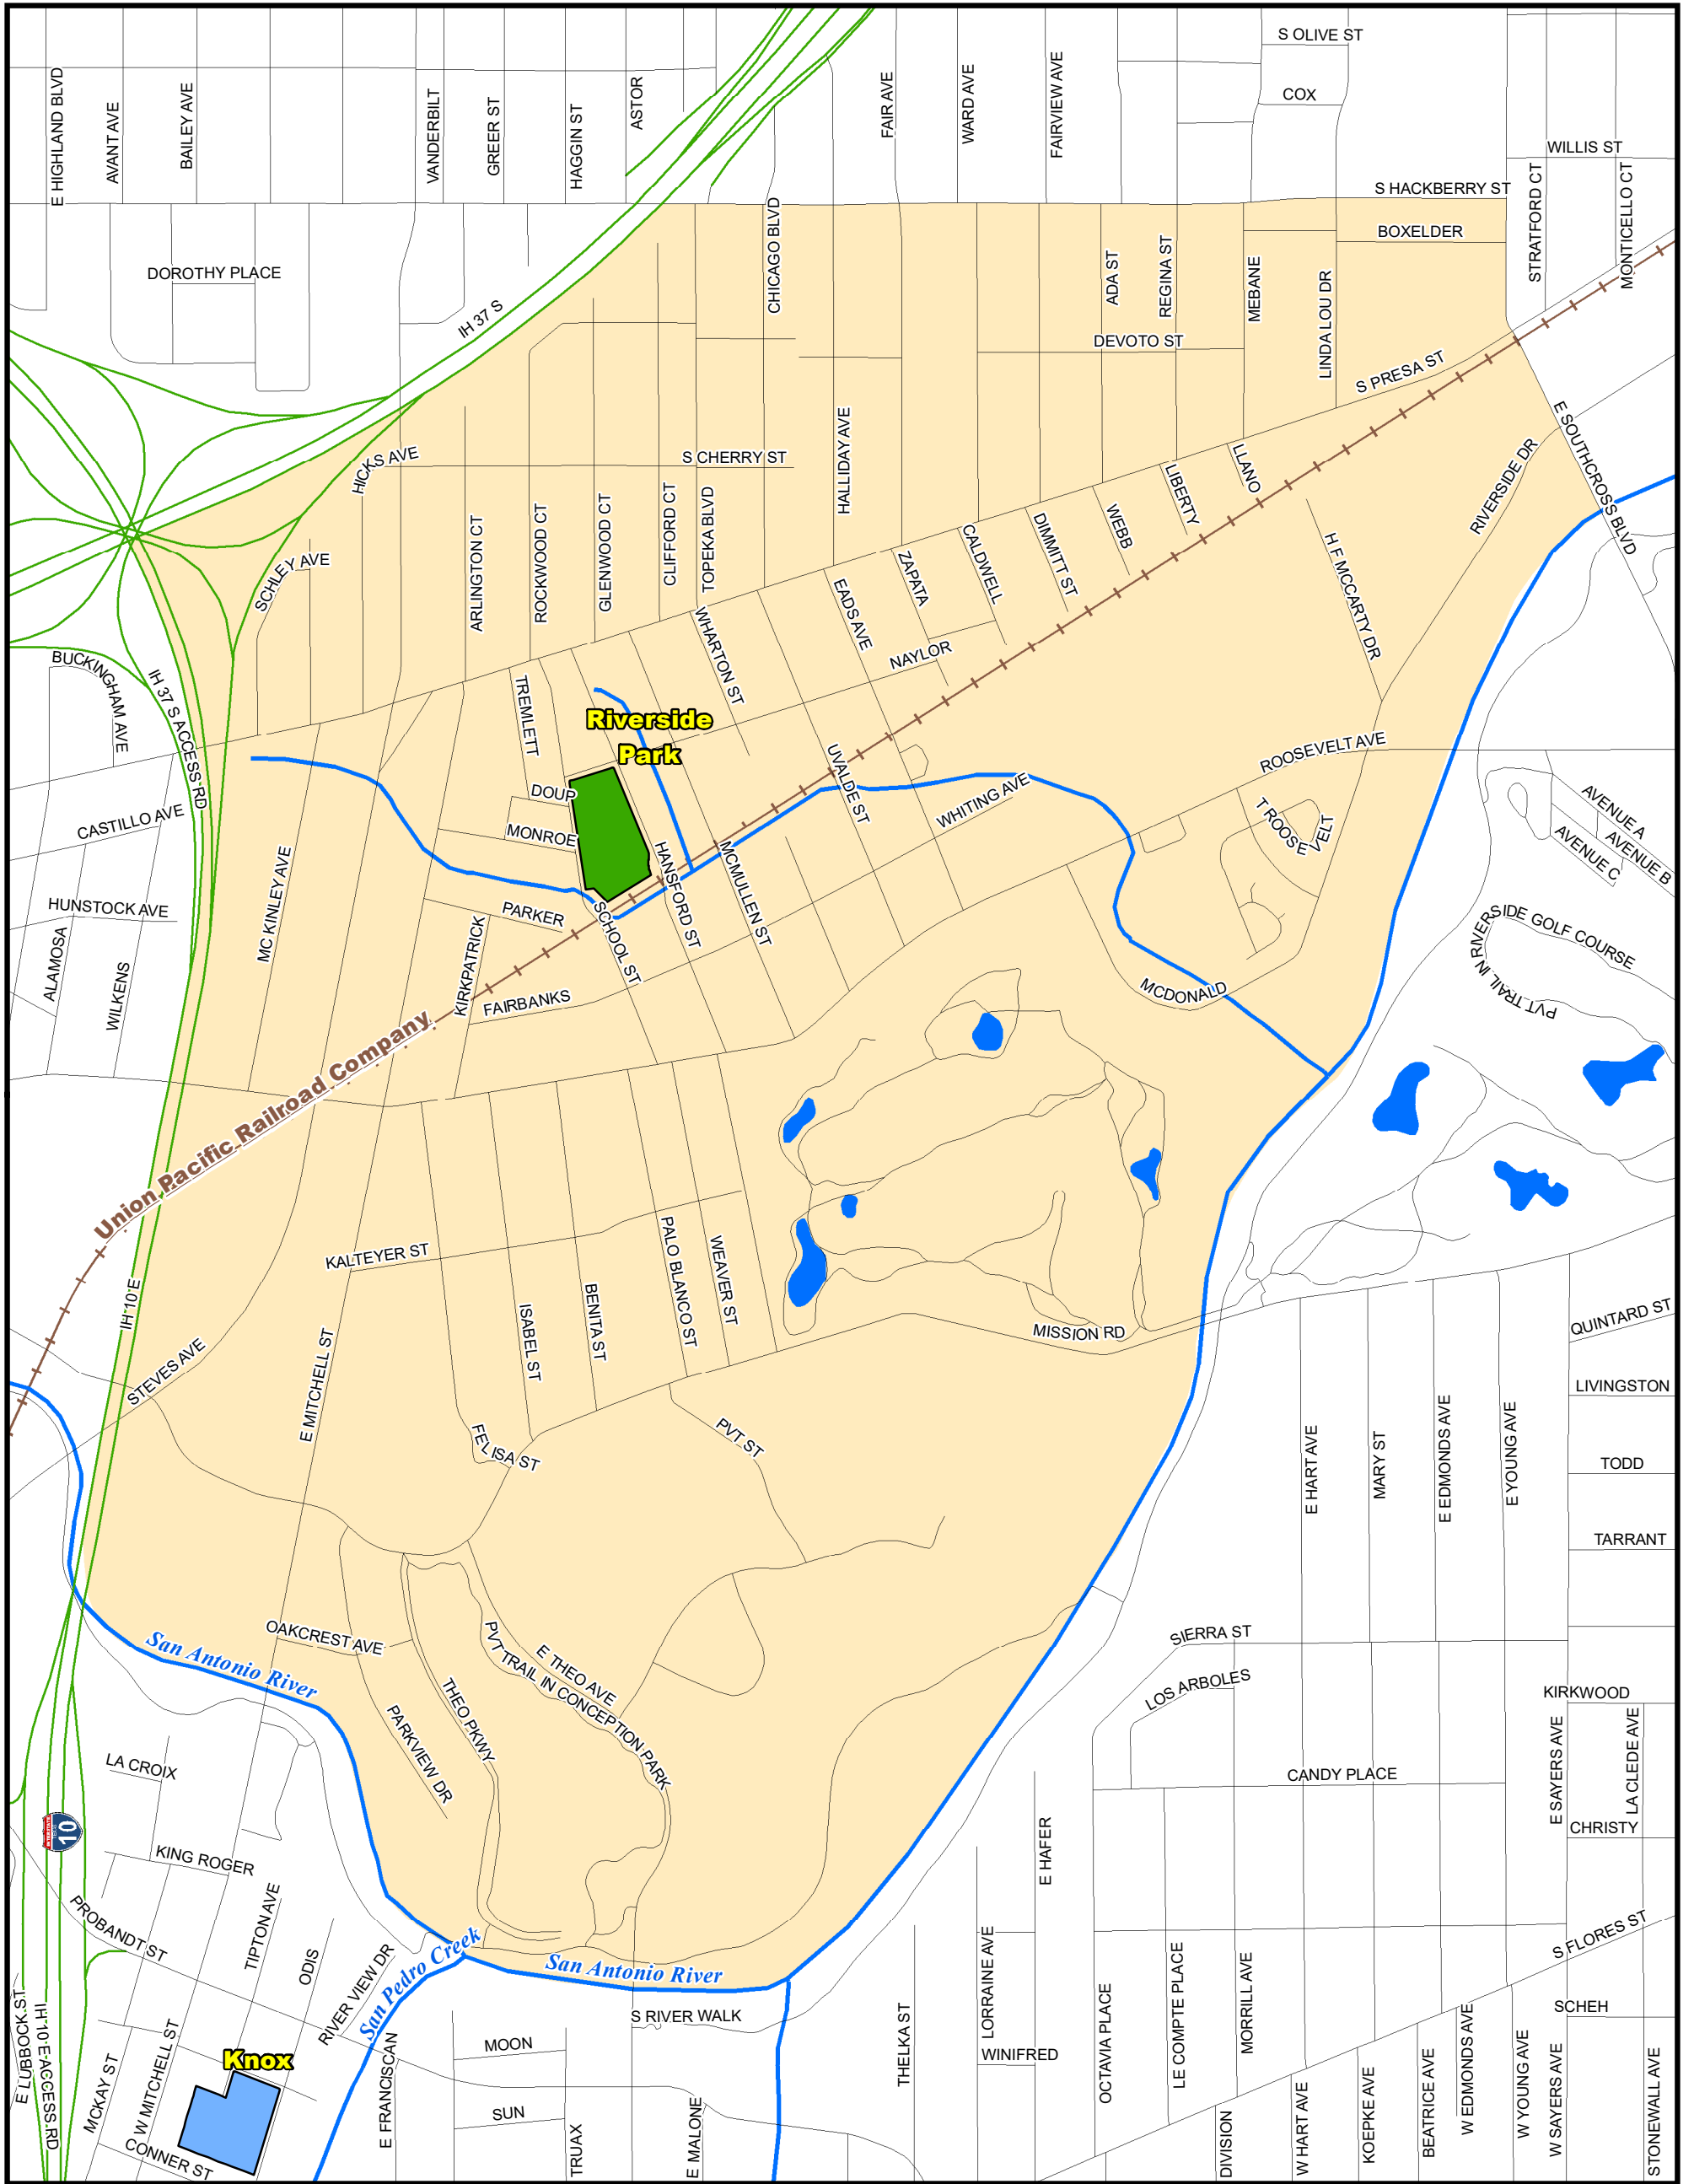 S OLIVE ST
COX
E HIGHLAND BLVD
AVANT AVE
BAILEY AVE
VANDERBILT
GREER ST
HAGGIN ST
ASTOR
FAIR AVE
WARD AVE
FAIRVIEW AVE
WILLIS ST
S HACKBERRY ST
STRATFORD CT
MONTICELLO CT
BOXELDER
DOROTHY PLACE
IH 37 S
CHICAGO BLVD
ADA ST
REGINA ST
MEBANE
LINDA LOU DR
DEVOTO ST
S PRESA ST
E SOUTHCROSS BLVD
RIVERSIDE DR
HICKS AVE
S CHERRY ST
HALLIDAY AVE
SCHLEY AVE
ARLINGTON CT
ROCKWOOD CT
GLENWOOD CT
CLIFFORD CT
TOPEKA BLVD
LLANO
LIBERTY
WEBB
DIMMITT ST
CALDWELL
ZAPATA
EADS AVE
H F MCCARTY DR
WHARTON ST
NAYLOR
BUCKINGHAM AVE
IH 37 S ACCESS RD
TREMLETT
Riverside
Park
UVALDE ST
WHITING AVE
ROOSEVELT AVE
T ROOSEVELT
AVENUE A
AVENUE B
AVENUE C
CASTILLO AVE
DOUP
MONROE
MC KINLEY AVE
HANSFORD ST
MCMULLEN ST
HUNSTOCK AVE
ALAMOSA
WILKENS
PARKER
KIRKPATRICK
SCHOOL ST
FAIRBANKS
MCDONALD
PVT TRAIL IN RIVERSIDE GOLF COURSE
Union Pacific Railroad Company
KALTEYER ST
PALO BLANCO ST
WEAVER ST
IH 10 E
ISABEL ST
BENITA ST
MISSION RD
QUINTARD ST
STEVES AVE
E MITCHELL ST
LIVINGSTON
FELISA ST
PVT ST
E HART AVE
MARY ST
E EDMONDS AVE
E YOUNG AVE
TODD
TARRANT
OAKCREST AVE
San Antonio River
E THEO AVE
PVT TRAIL IN CONCEPTION PARK
THEO PKWY
PARKVIEW DR
SIERRA ST
LOS ARBOLES
KIRKWOOD
LA CROIX
CANDY PLACE
E SAYERS AVE
LA CLEDE AVE
10
CHRISTY
KING ROGER
E HAFER
PROBANDT ST
TIPTON AVE
ODIS
RIVER VIEW DR
San Pedro Creek
San Antonio River
S FLORES ST
LORRAINE AVE
LE COMPTE PLACE
MORRILL AVE
OCTAVIA PLACE
SCHEH
E LUBBOCK ST
IH 10 E ACCESS RD
S RIVER WALK
MOON
WINIFRED
THELKA ST
Knox
MCKAY ST
W MITCHELL ST
CONNER ST
E FRANCISCAN
SUN
TRUAX
E MALONE
DIVISION
W HART AVE
KOEPKE AVE
BEATRICE AVE
W EDMONDS AVE
W YOUNG AVE
W SAYERS AVE
STONEWALL AVE